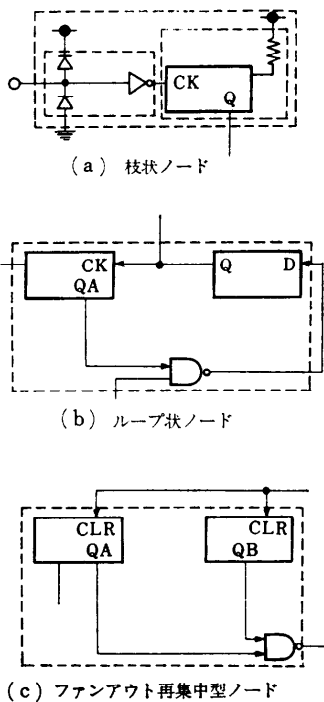 CK
Q
(a) 枝状ノード
CK Q D
QA
(b) ループ状ノード
CLR CLR
QA QB
(c) ファンアウト再集中型ノード